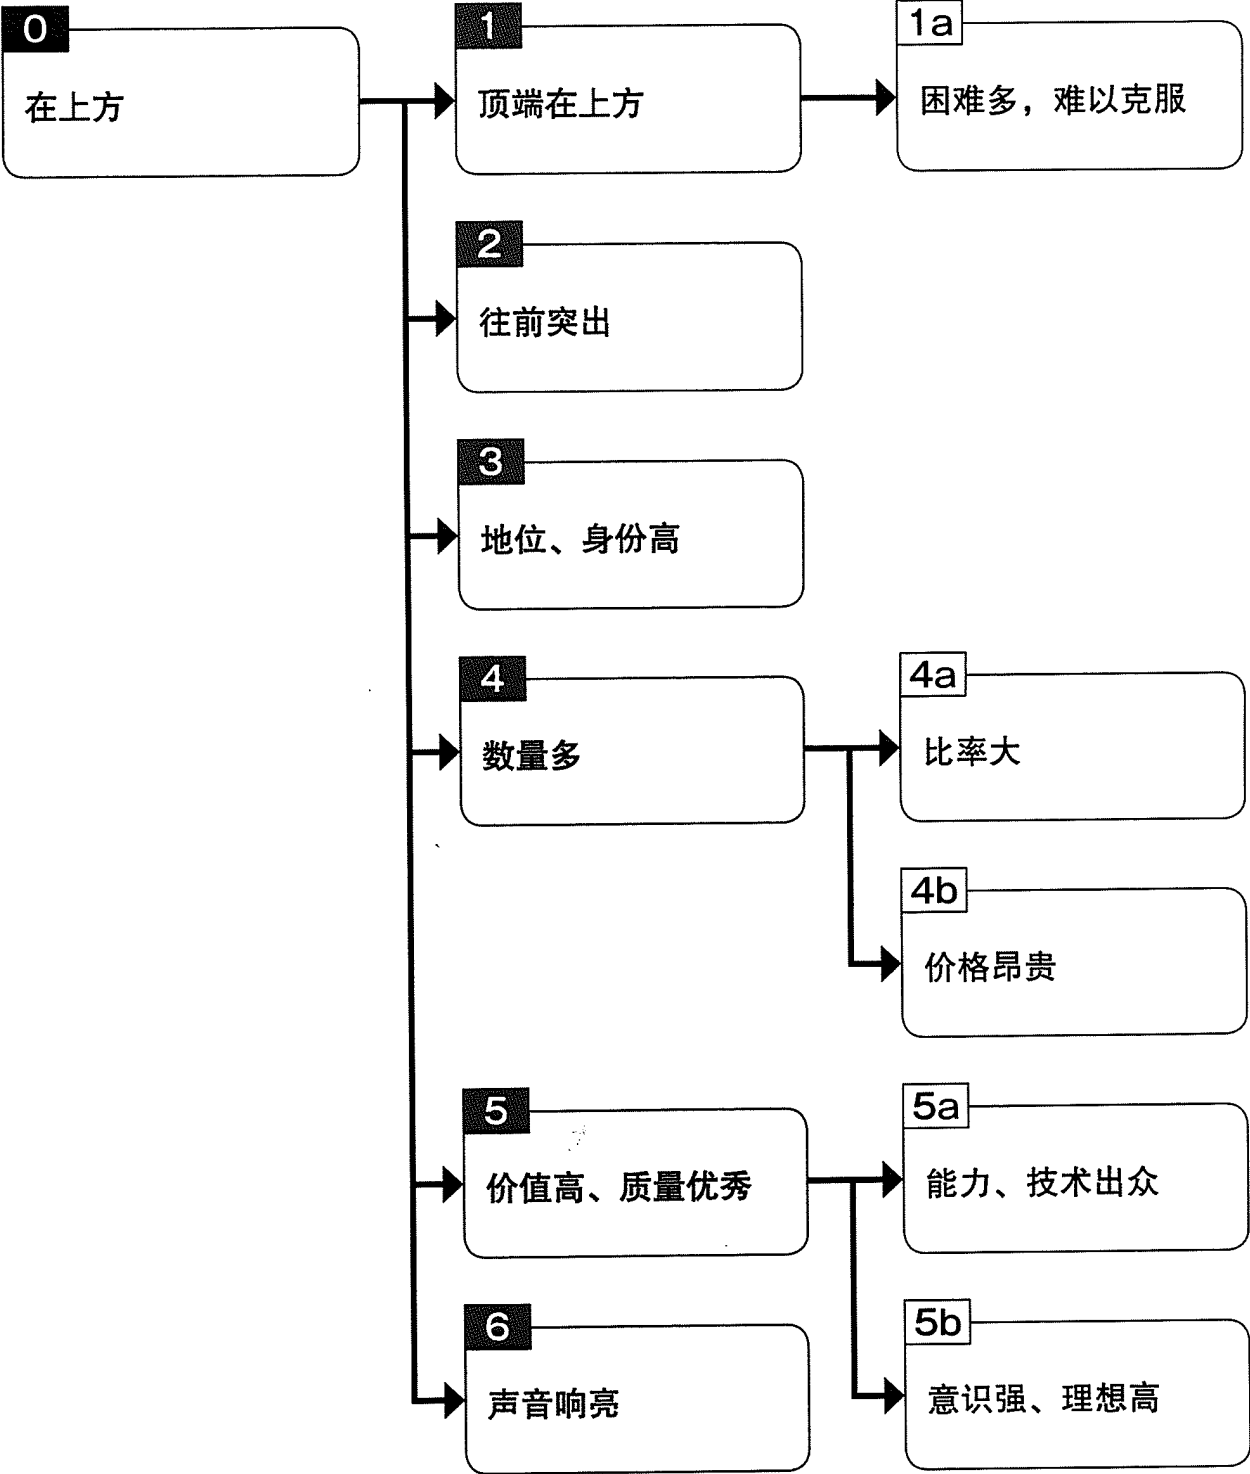 0
在上方
1
顶端在上方
1a
困难多，难以克服
2
往前突出
3
地位、身份高
4
数量多
4a
比率大
4b
价格昂贵
5
价值高、质量优秀
5a
能力、技术出众
5b
意识强、理想高
6
声音响亮